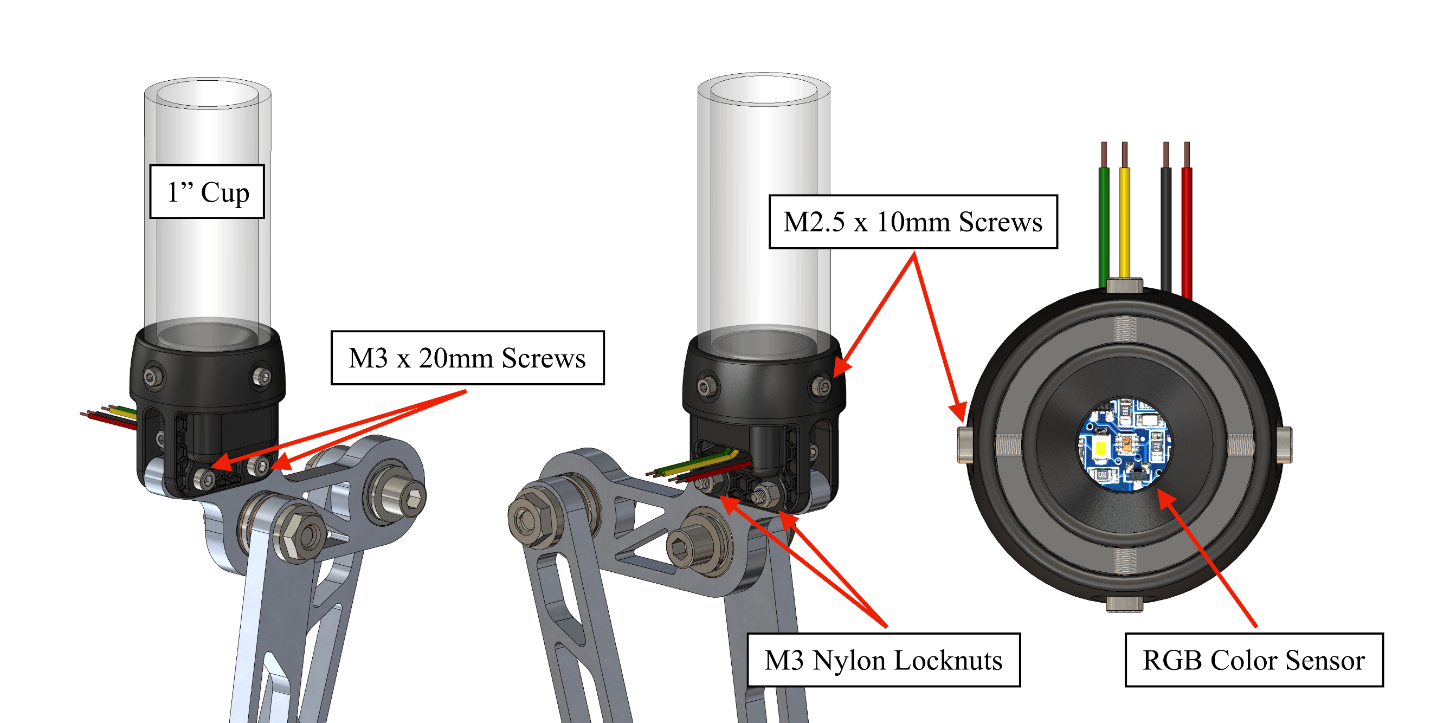 1” Cup
M2.5 x 10mm Screws
M3 x 20mm Screws
M3 Nylon Locknuts
RGB Color Sensor